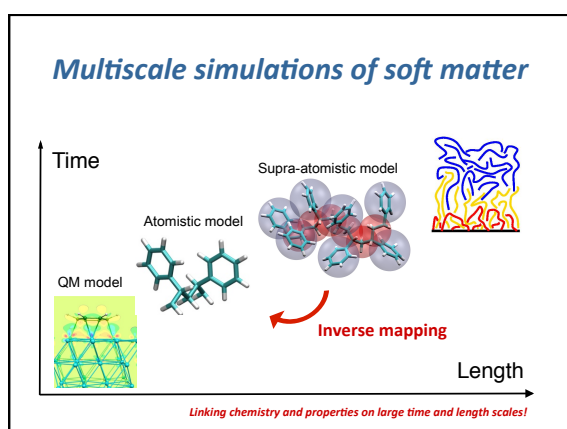 Multiscale simulations of soft matter
Time
Supra-atomistic model
Atomistic model
QM model
Inverse mapping
Length
Linking chemistry and properties on large time and length scales!